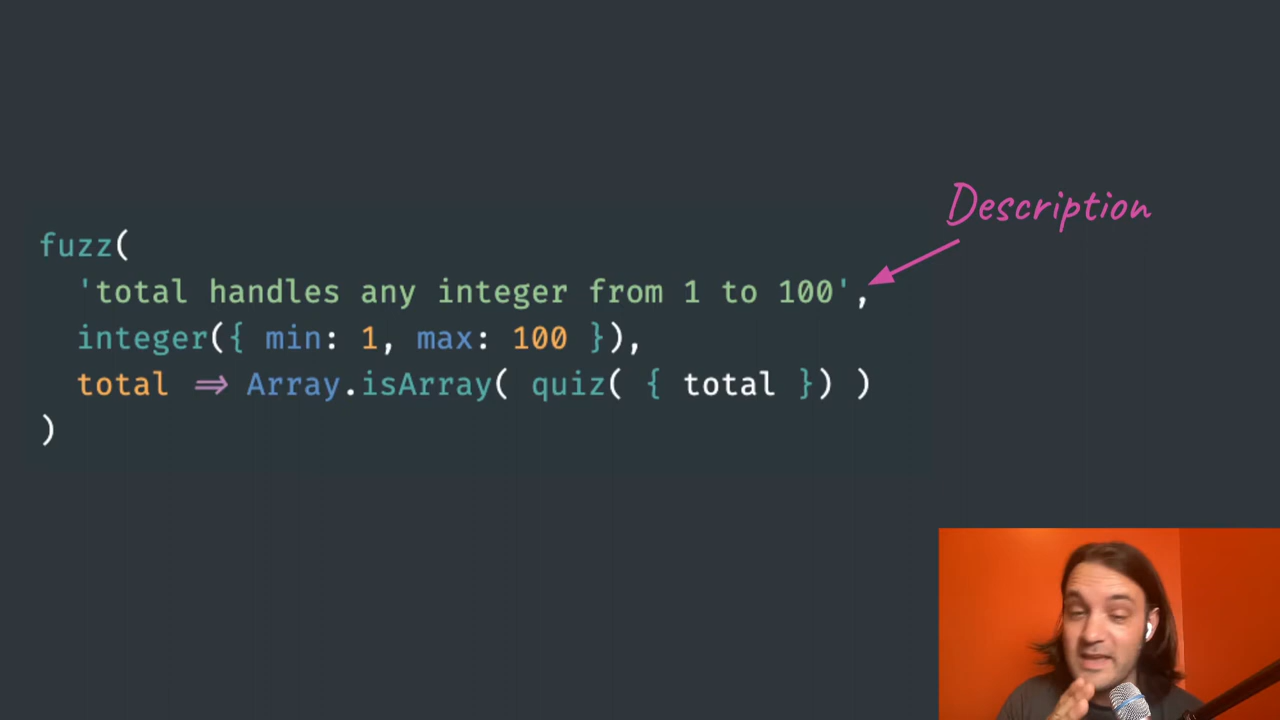 Description
fuzz(
'total handles any integer from 1 to 100',
integer({ min: 1, max: 100 }),
total => Array.isArray( quiz( { total }) )
)